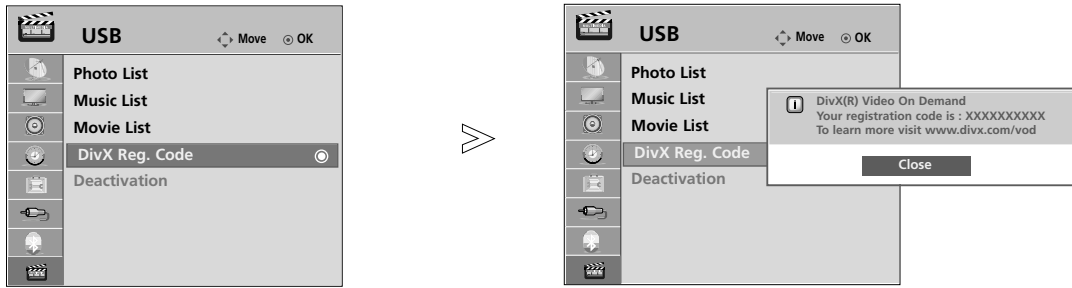 USB
Move
OK
Photo List
Music List
Movie List
DivX Reg. Code
Deactivation
USB
Move
OK
Photo List
Music List
Movie List
DivX Reg. Code
Deactivation
i
DivX(R) Video On Demand
Your registration code is : XXXXXXXXXX
To learn more visit www.divx.com/vod
Close